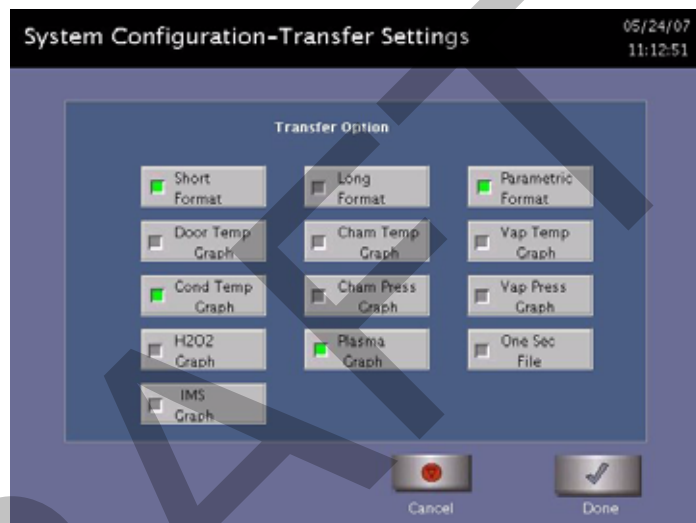 System Configuration-Transfer Settings
05/24/07
11:12:51
Transfer Option
Short
Format
Long
Format
Parametric
Format
Door Temp
Graph
Cham Temp
Graph
Vap Temp
Graph
Cond Temp
Graph
Cham Press
Graph
Vap Press
Graph
H2O2
Graph
Plasma
Graph
One Sec
File
IMS
Graph
Cancel
Done